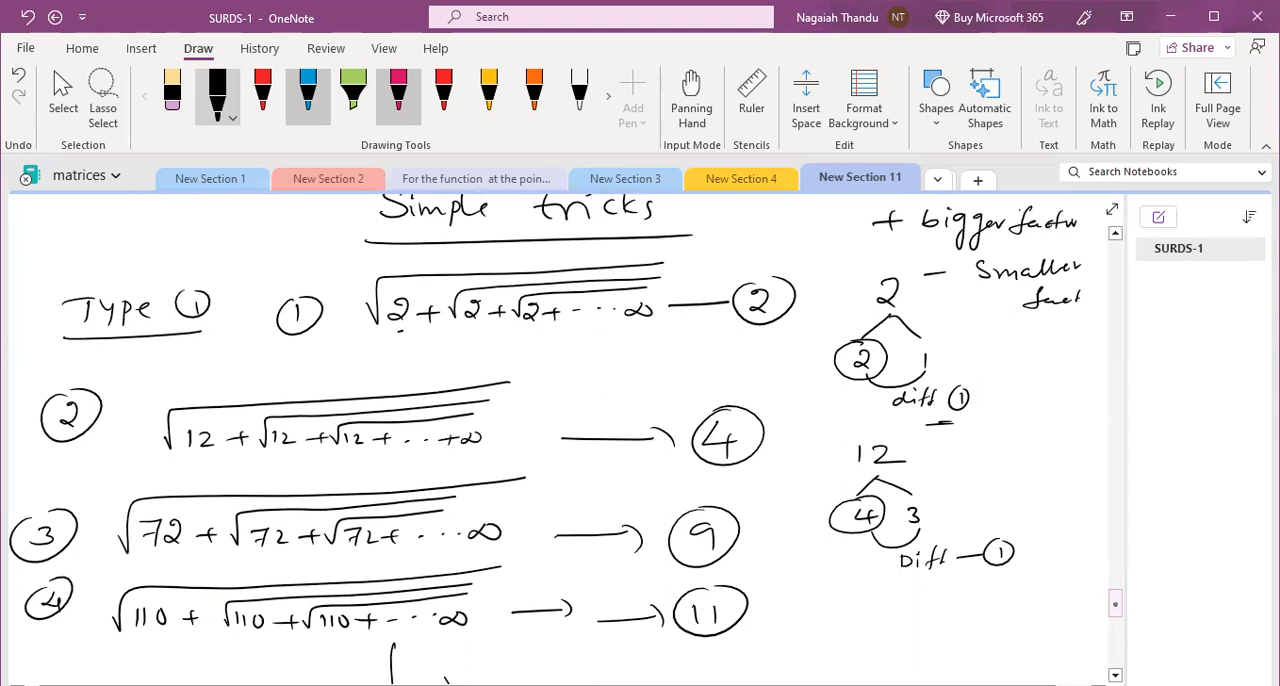 SURDS-1 - OneNote
Search
Nagaiah Thandu NT
Buy Microsoft 365
File Home Insert Draw History Review View Help
Share
Select
Lasso Select
Add Pen
Panning Hand
Ruler
Insert Space
Format Background
Shapes
Automatic Shapes
Ink to Text
Ink to Math
Ink Replay
Full Page View
Undo Selection Drawing Tools Input Mode Stencils Edit Shapes Text Math Replay Mode
matrices
New Section 1 New Section 2 For the function at the poin... New Section 3 New Section 4 New Section 11
Search Notebooks
SURDS-1
Simple tricks
Type ① ① √2 + √2 + √2 + - ... ∞ — ②
② √12 + √12 + √12 + ... + ∞ → ④
③ √72 + √72 + √72 + ... ∞ → ⑨
④ √110 + √110 + √110 + - ... ∞ → → ⑪
+ bigger factor
- Smaller
2
② 1
diff ①
12
④ 3
Diff — ①